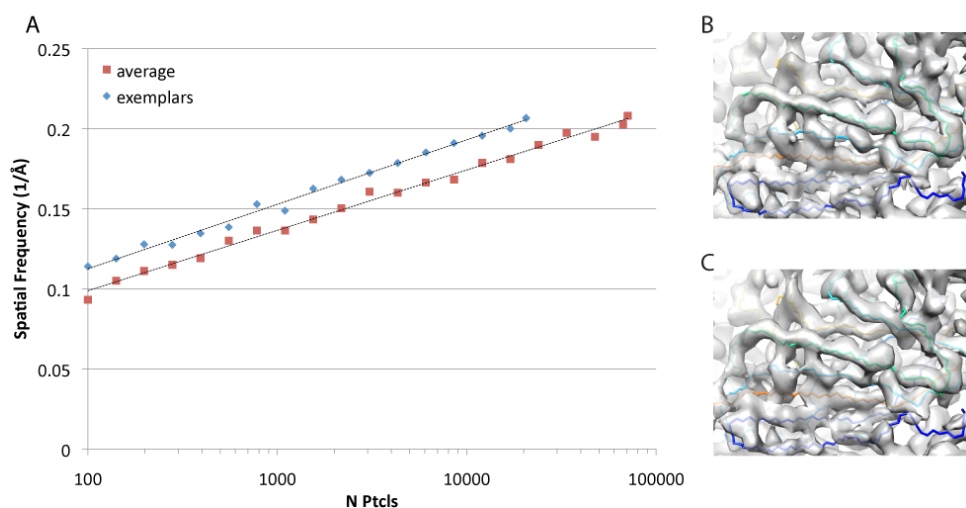 A
0.25
0.2
0.15
0.1
0.05
0
Spatial Frequency (1/Å)
average
exemplars
100
1000
10000
100000
N Ptcls
B
C